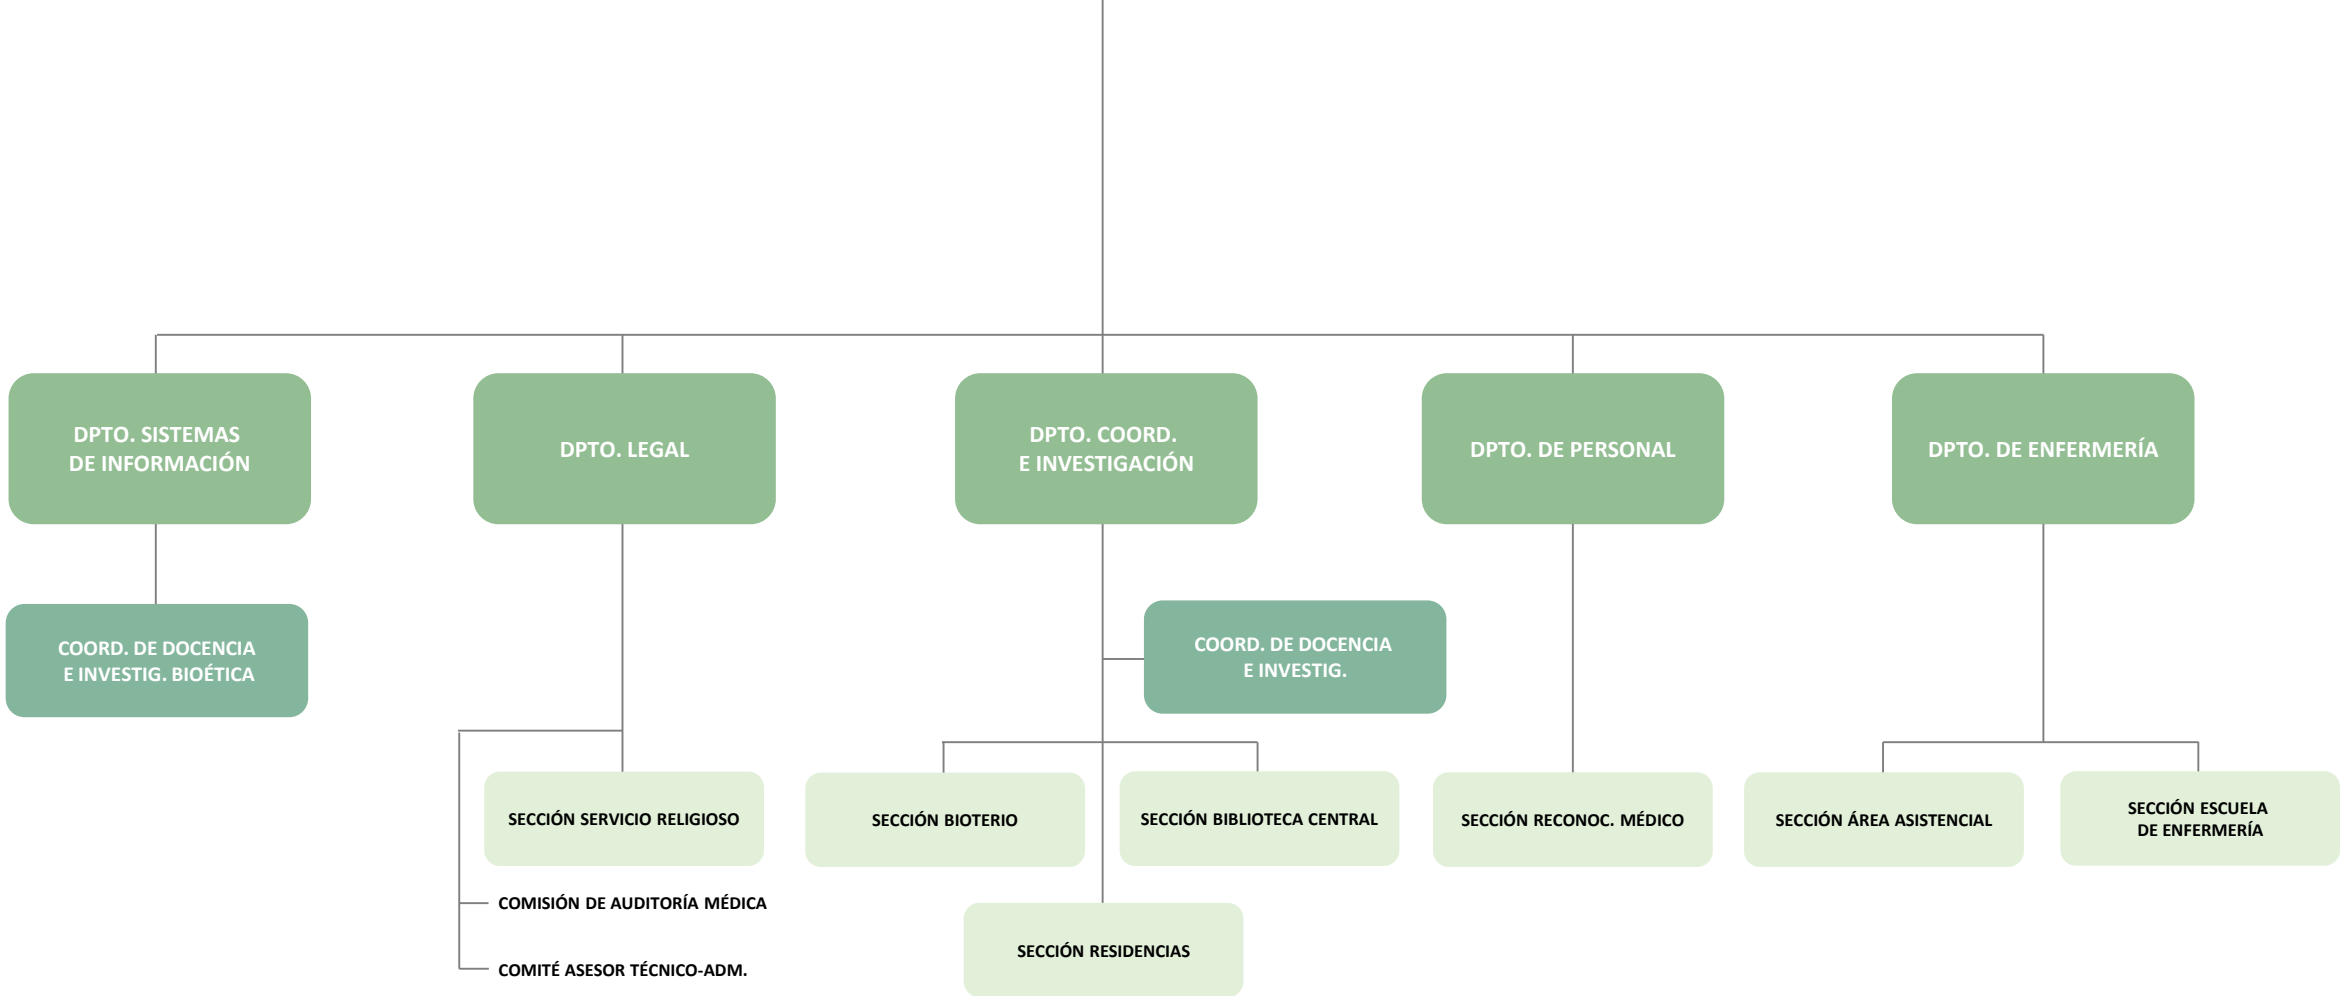 DPTO. SISTEMAS
DE INFORMACIÓN
DPTO. LEGAL
DPTO. COORD.
E INVESTIGACIÓN
DPTO. DE PERSONAL
DPTO. DE ENFERMERÍA
COORD. DE DOCENCIA
E INVESTIG. BIOÉTICA
COORD. DE DOCENCIA
E INVESTIG.
SECCIÓN SERVICIO RELIGIOSO
SECCIÓN BIOTERIO
SECCIÓN BIBLIOTECA CENTRAL
SECCIÓN RECONOC. MÉDICO
SECCIÓN ÁREA ASISTENCIAL
SECCIÓN ESCUELA
DE ENFERMERÍA
COMISIÓN DE AUDITORÍA MÉDICA
SECCIÓN RESIDENCIAS
COMITÉ ASESOR TÉCNICO-ADM.